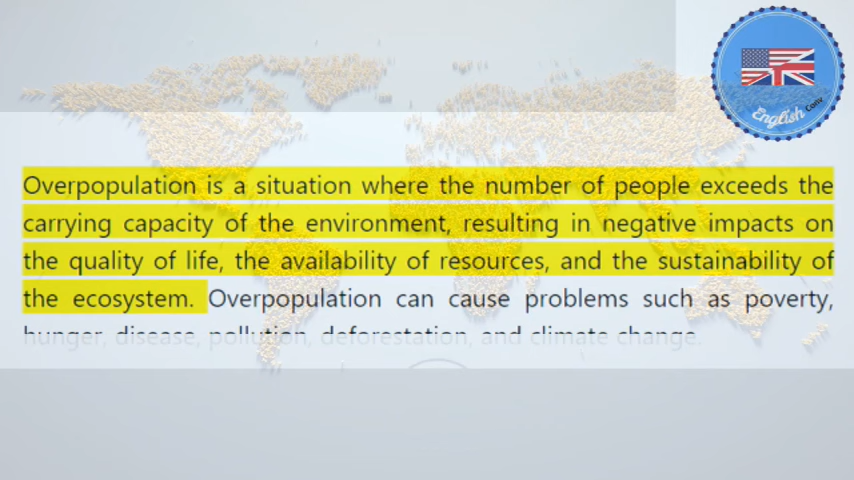 English Conv
Overpopulation is a situation where the number of people exceeds the
carrying capacity of the environment, resulting in negative impacts on
the quality of life, the availability of resources, and the sustainability of
the ecosystem. Overpopulation can cause problems such as poverty,
hunger, disease, pollution, deforestation, and climate change.